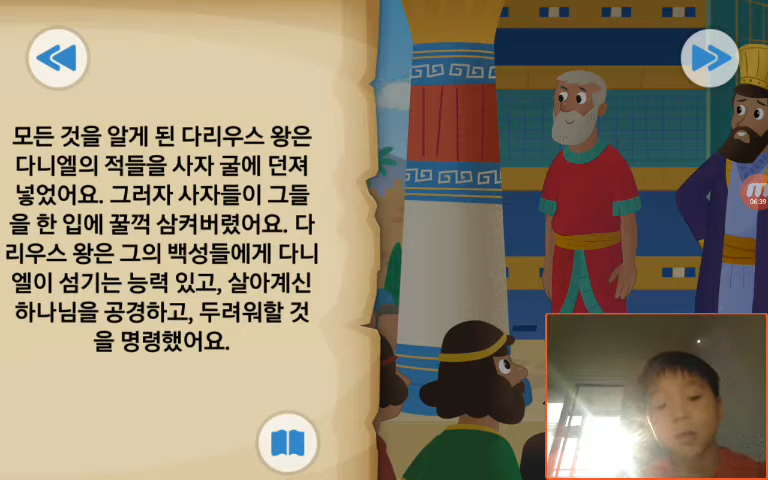 모든 것을 알게 된 다리우스 왕은
다니엘의 적들을 사자 굴에 던져
넣었어요. 그러자 사자들이 그들
을 한 입에 꿀꺽 삼켜버렸어요. 다
리우스 왕은 그의 백성들에게 다니
엘이 섬기는 능력 있고, 살아계신
하나님을 공경하고, 두려워할 것
을 명령했어요.
06:39